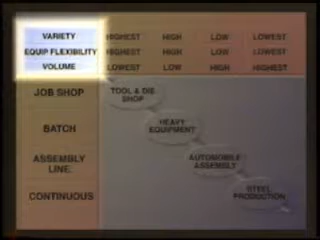 VARIETY HIGHEST HIGH LOW LOWEST
EQUIP FLEXIBILITY HIGHEST HIGH LOW LOWEST
VOLUME LOWEST LOW HIGH HIGHEST
JOB SHOP
TOOL & DIE
SHOP
BATCH
HEAVY
EQUIPMENT
ASSEMBLY
LINE
AUTOMOBILE
ASSEMBLY
CONTINUOUS
STEEL
PRODUCTION